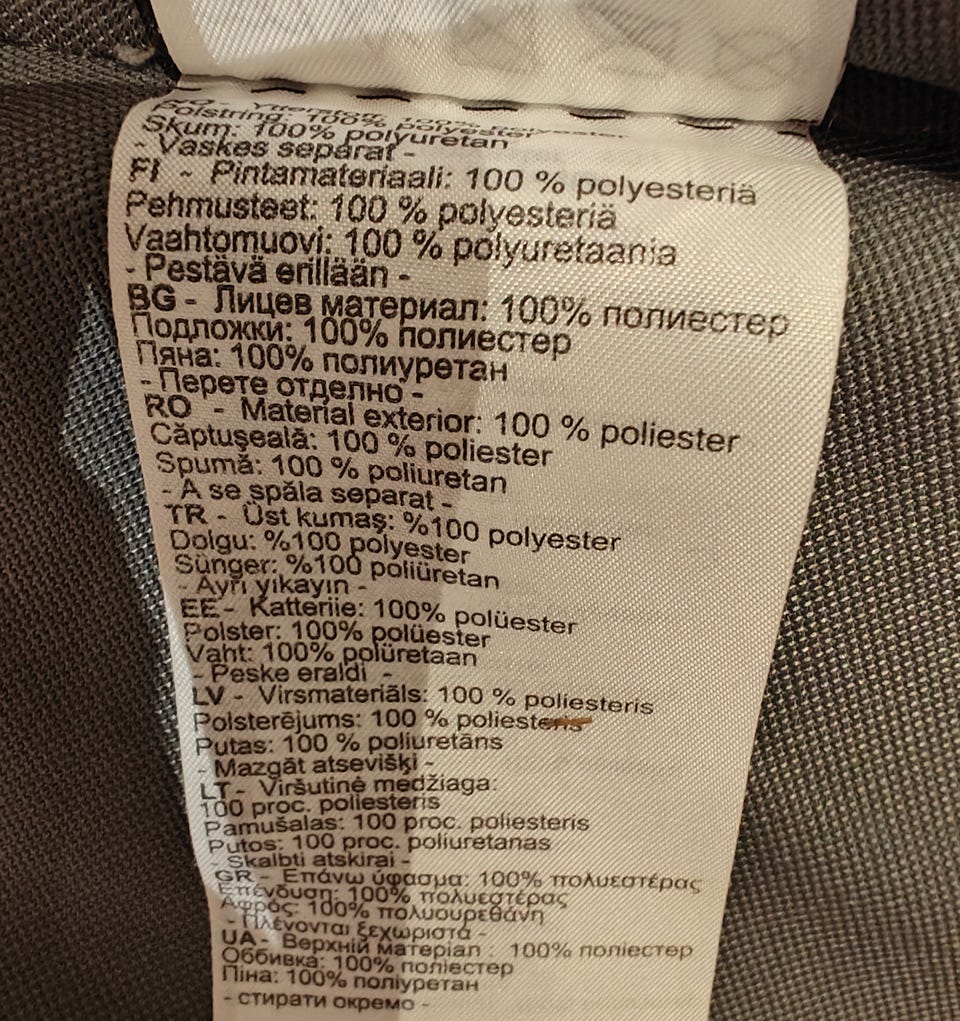 NO - Yttermtrl.: 100% polyester
Polstring: 100% polyester
Skum: 100% polyuretan
- Vaskes separat -
FI - Pintamateriaali: 100 % polyesteriä
Pehmusteet: 100 % polyesteriä
Vaahtomuovi: 100 % polyuretaania
- Pestävä erillään -
BG - Лицев материал: 100% полиестер
Подложки: 100% полиестер
Пяна: 100% полиуретан
- Перете отделно -
RO - Material exterior: 100 % poliester
Căptuşeală: 100 % poliester
Spumă: 100 % poliuretan
- A se spăla separat -
TR - Üst kumaş: %100 polyester
Dolgu: %100 polyester
Sünger: %100 poliüretan
- Ayrı yıkayın -
EE - Katteriie: 100% polüester
Polster: 100% polüester
Vaht: 100% polüretaan
- Peske eraldi -
LV - Virsmateriāls: 100 % poliesteris
Polsterējums: 100 % poliesteris
Putas: 100 % poliuretāns
- Mazgāt atsevišķi -
LT - Viršutinė medžiaga:
100 proc. poliesteris
Pamušalas: 100 proc. poliesteris
Putos: 100 proc. poliuretanas
- Skalbti atskirai -
GR - Επάνω ύφασμα: 100% πολυεστέρας
Επένδυση: 100% πολυεστέρας
Αφρός: 100% πολυουρεθάνη
- Πλένονται ξεχωριστά -
UA - Верхній матеріал : 100% поліестер
Оббивка: 100% поліестер
Піна: 100% поліуретан
- стирати окремо -